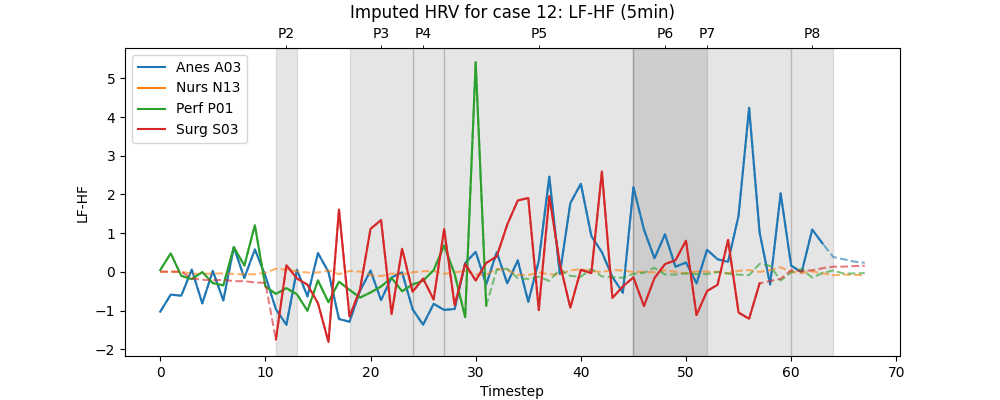 Imputed HRV for case 12: LF-HF (5min)
P2 P3 P4 P5 P6 P7 P8
Anes A03
Nurs N13
Perf P01
Surg S03
LF-HF
5
4
3
2
1
0
−1
−2
0 10 20 30 40 50 60 70
Timestep